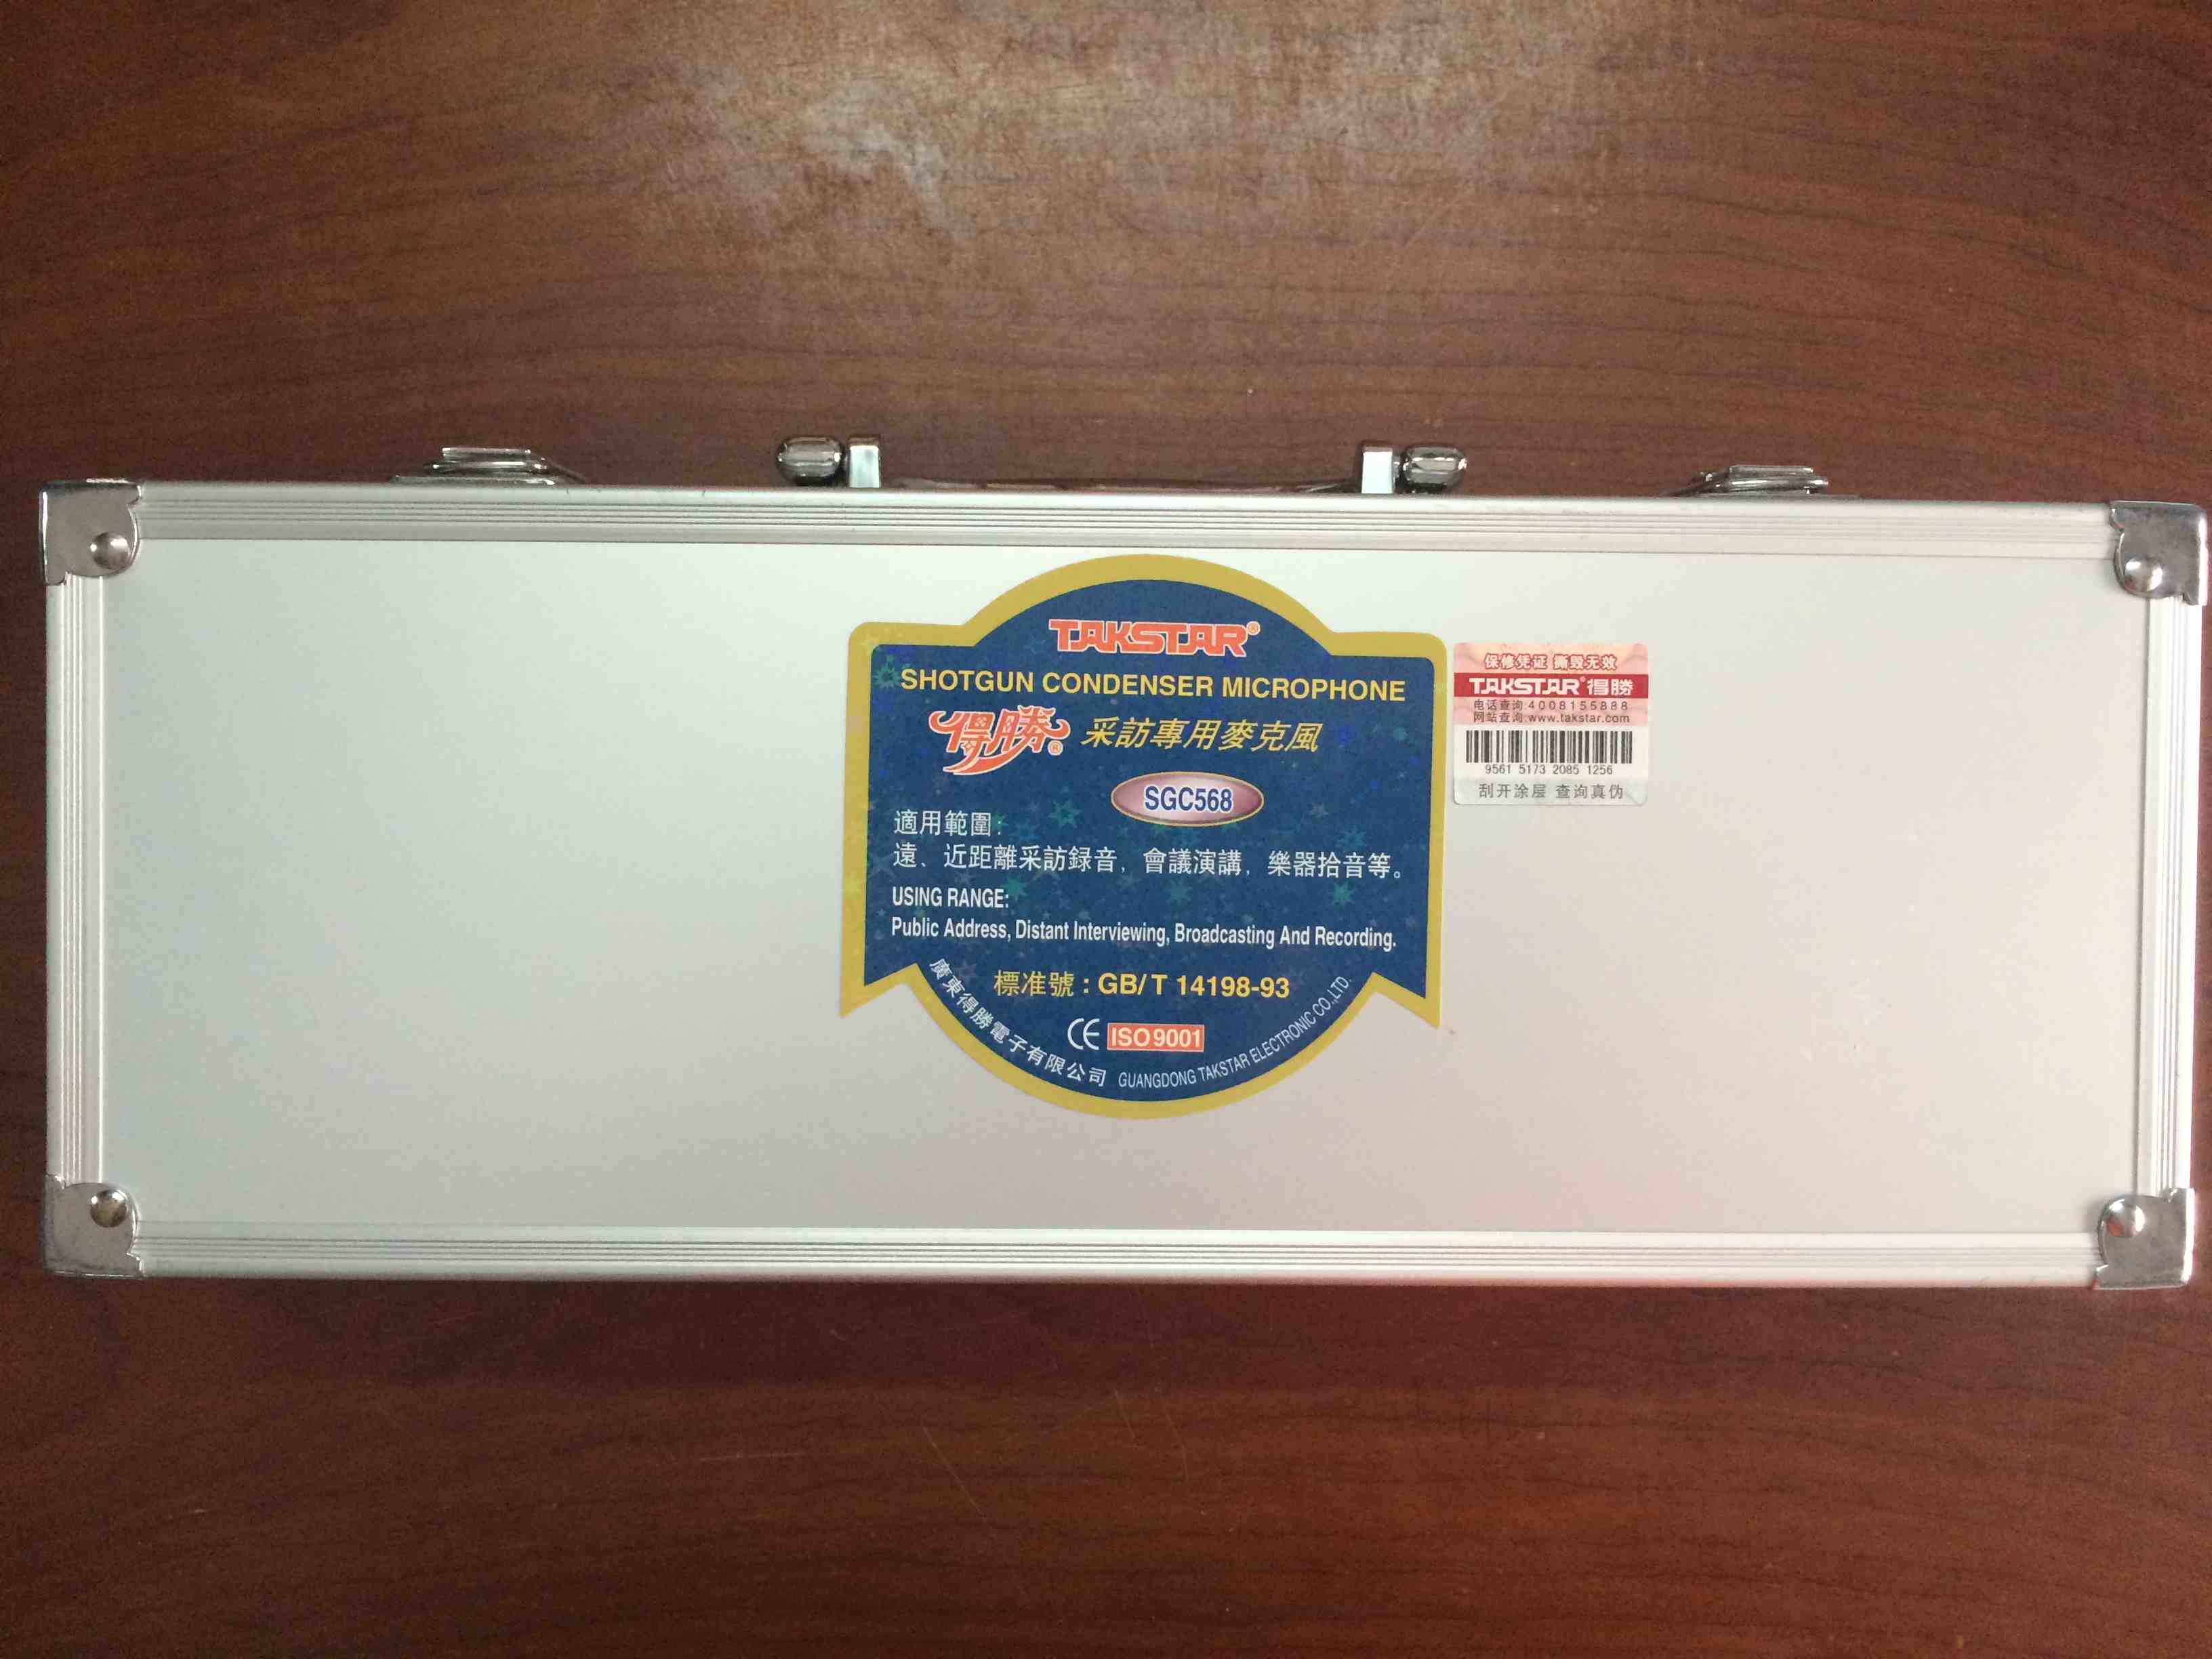 TAKSTAR®
SHOTGUN CONDENSER MICROPHONE
得勝® 采訪專用麥克風
SGC568
適用範圍:
遠、近距離采訪録音，會議演講，樂器拾音等。
USING RANGE:
Public Address, Distant Interviewing, Broadcasting And Recording.
標准號：GB/T 14198-93
CE ISO9001
廣東得勝電子有限公司 GUANGDONG TAKSTAR ELECTRONIC CO.,LTD.
保修凭证 撕毁无效
TAKSTAR®得勝
电话查询:4008155888
网站查询:www.takstar.com
9561 5173 2085 1256
刮开涂层 查询真伪